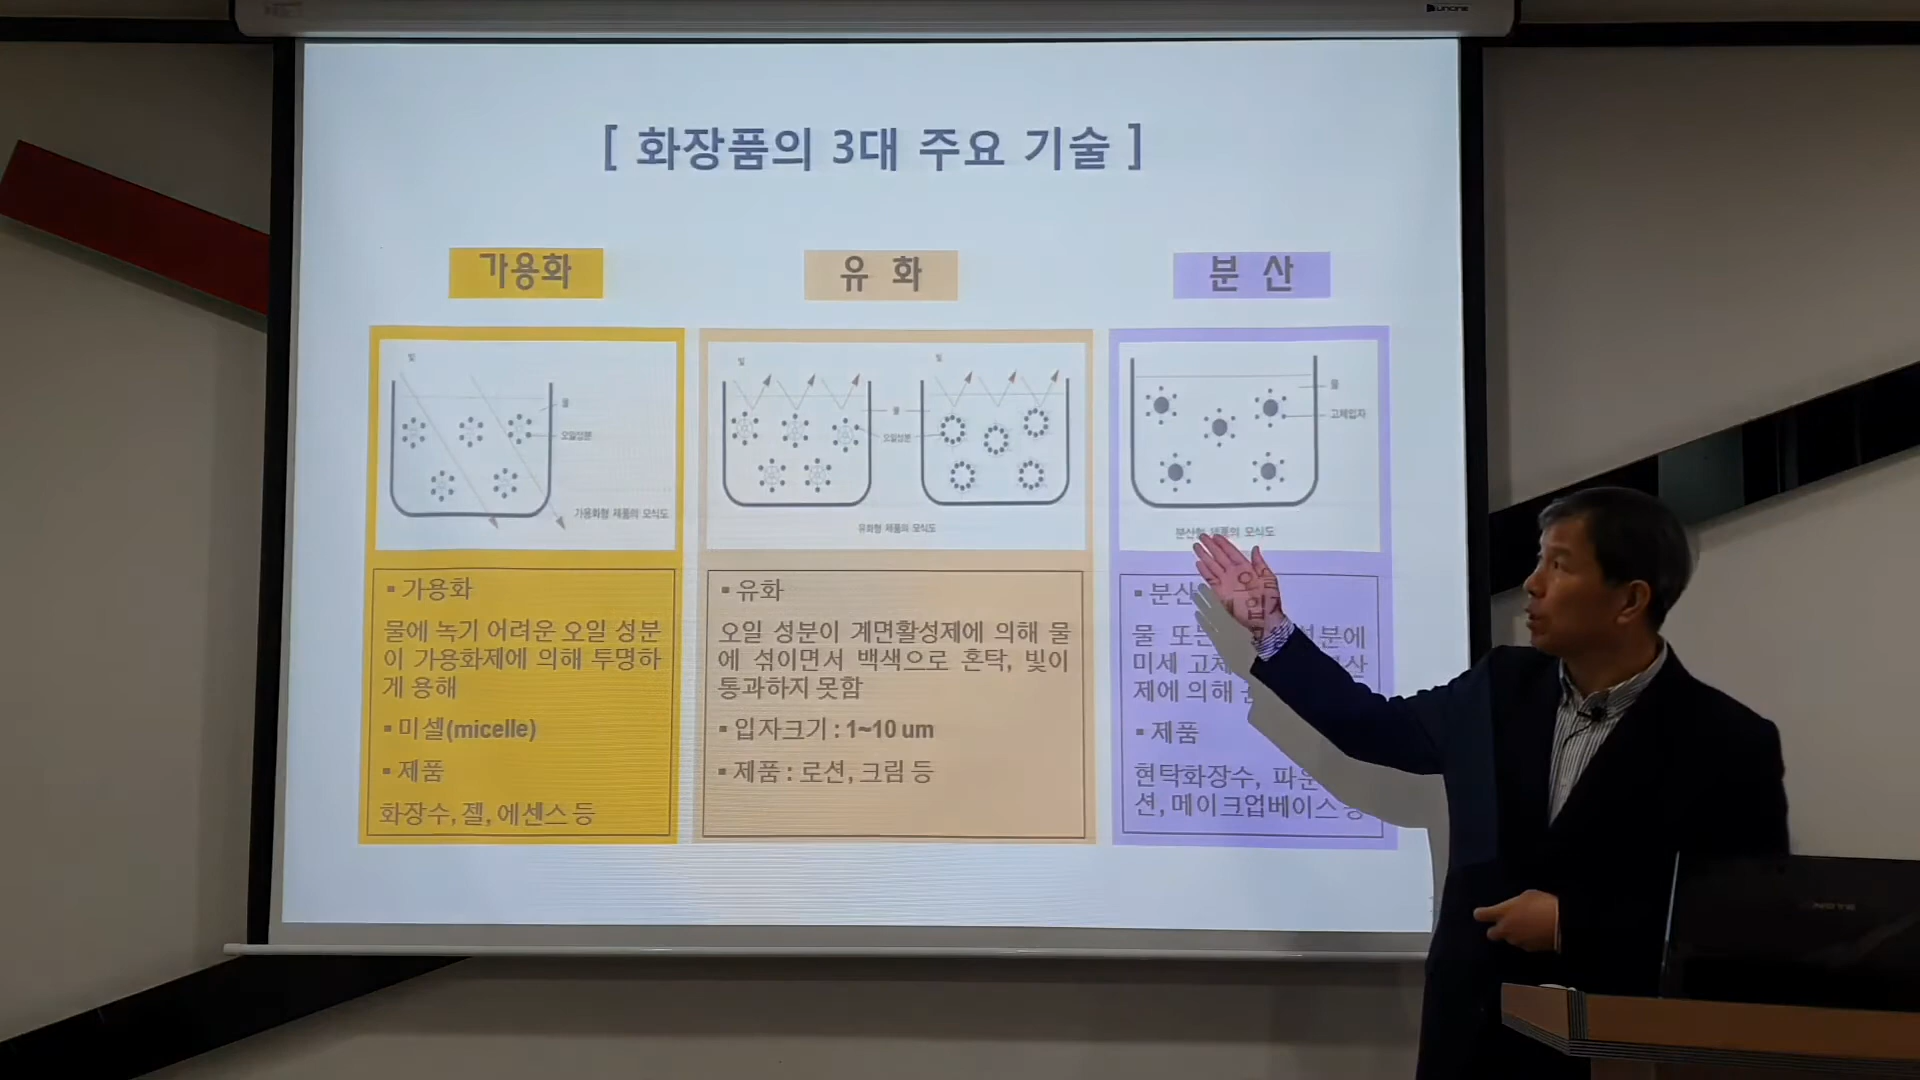 [ 화장품의 3대 주요 기술 ]
가용화
빛
물
오일성분
가용화형 제품의 모식도
▪ 가용화
물에 녹기 어려운 오일 성분
이 가용화제에 의해 투명하
게 용해
▪ 미셀(micelle)
▪ 제품
화장수, 젤, 에센스 등
유 화
빛
빛
물
오일성분
유화형 제품의 모식도
▪ 유화
오일 성분이 계면활성제에 의해 물
에 섞이면서 백색으로 혼탁, 빛이
통과하지 못함
▪ 입자크기 : 1~10 um
▪ 제품 : 로션, 크림 등
분 산
물
고체입자
제품의 모식도
▪ 분산
물 또는
미세 고체
제에 의해
▪ 제품
현탁화장수,
션, 메이크업베이스 등